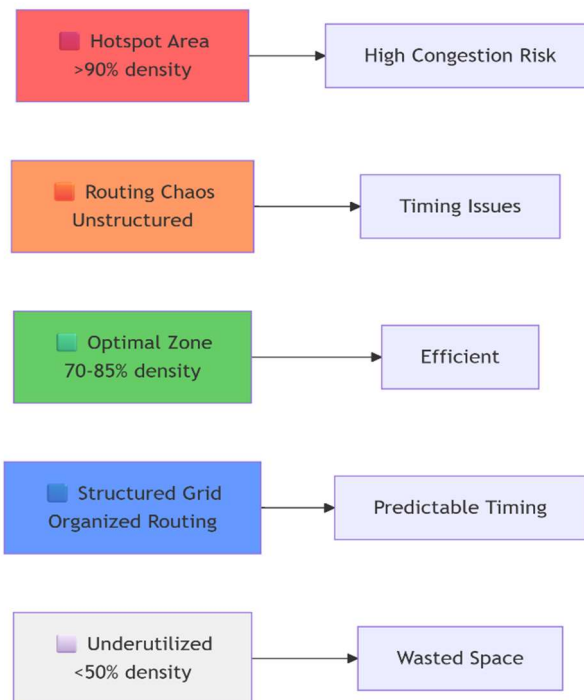 Hotspot Area
>90% density
High Congestion Risk
Routing Chaos
Unstructured
Timing Issues
Optimal Zone
70-85% density
Efficient
Structured Grid
Organized Routing
Predictable Timing
Underutilized
<50% density
Wasted Space